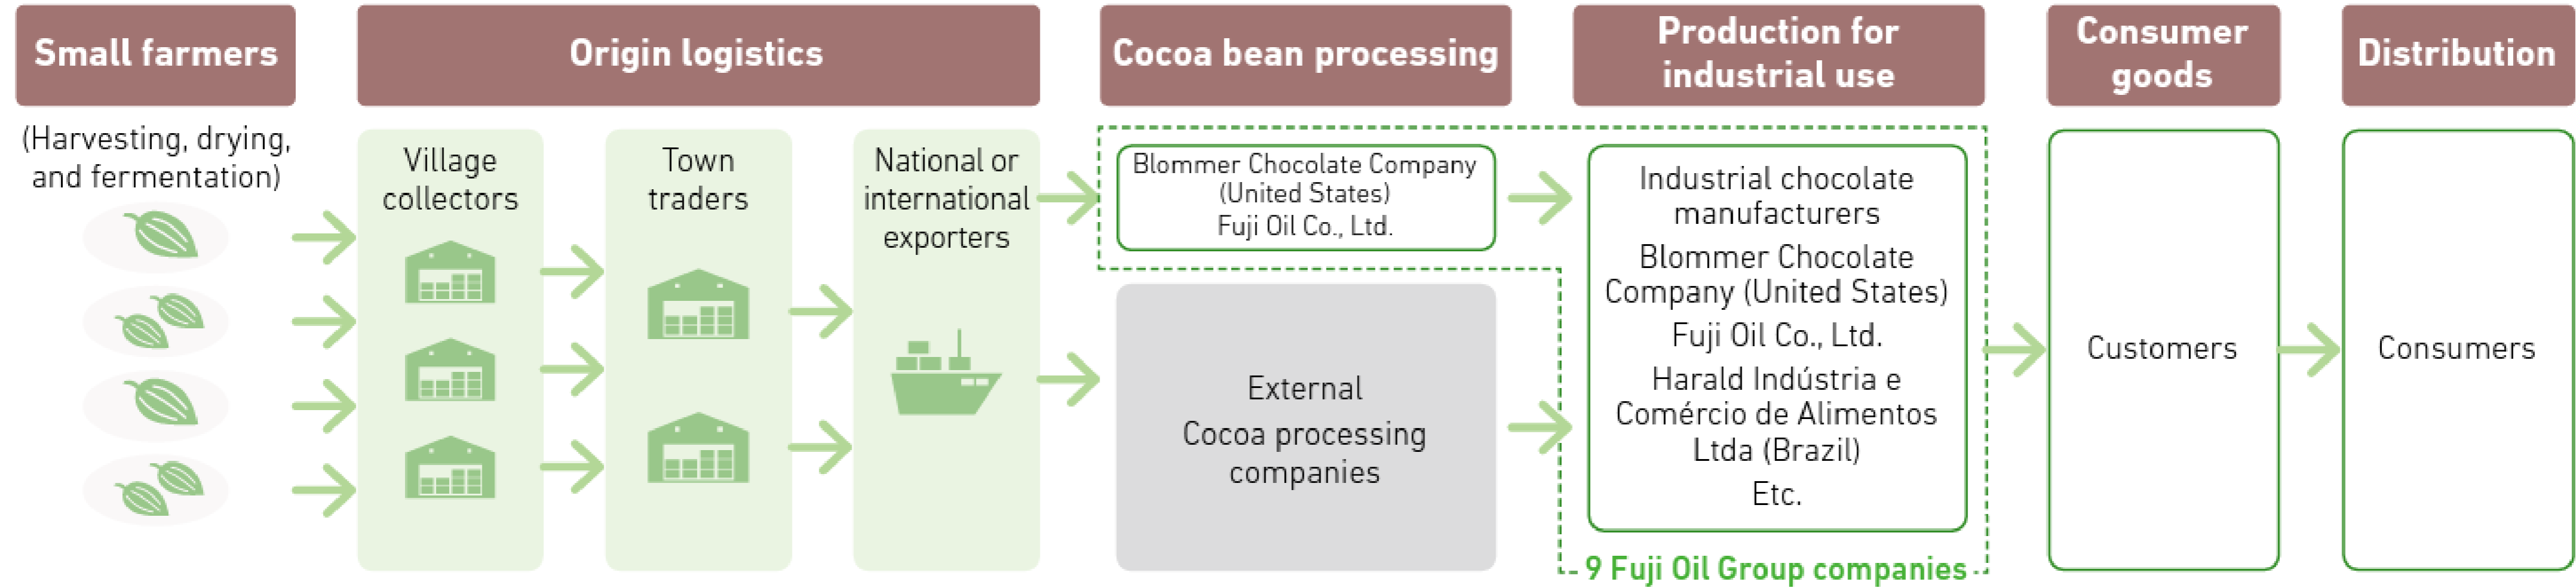 Small farmers
Origin logistics
Cocoa bean processing
Production for
industrial use
Consumer
goods
Distribution
(Harvesting, drying,
and fermentation)
Village
collectors
Town
traders
National or
international
exporters
Blommer Chocolate Company
(United States)
Fuji Oil Co., Ltd.
External
Cocoa processing
companies
Industrial chocolate
manufacturers
Blommer Chocolate
Company (United States)
Fuji Oil Co., Ltd.
Harald Indústria e
Comércio de Alimentos
Ltda (Brazil)
Etc.
9 Fuji Oil Group companies
Customers
Consumers